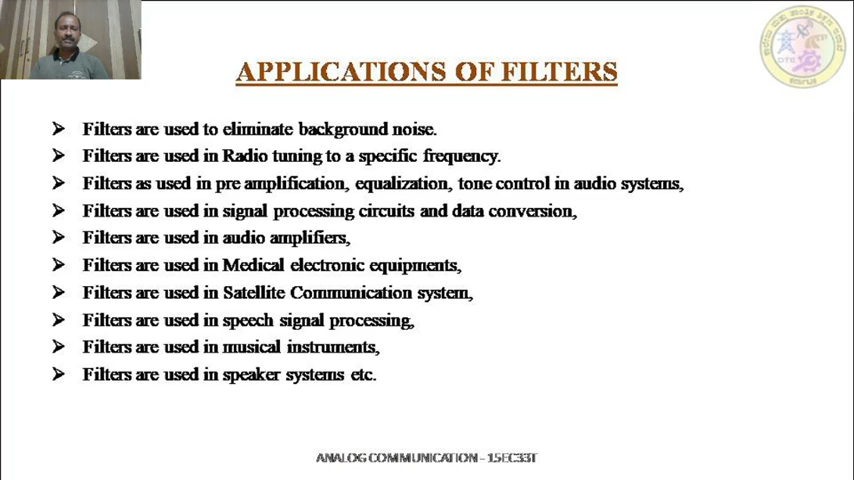 APPLICATIONS OF FILTERS
DTE
➤ Filters are used to eliminate background noise.
➤ Filters are used in Radio tuning to a specific frequency.
➤ Filters as used in pre amplification, equalization, tone control in audio systems,
➤ Filters are used in signal processing circuits and data conversion,
➤ Filters are used in audio amplifiers,
➤ Filters are used in Medical electronic equipments,
➤ Filters are used in Satellite Communication system,
➤ Filters are used in speech signal processing,
➤ Filters are used in musical instruments,
➤ Filters are used in speaker systems etc.
ANALOG COMMUNICATION – 15EC33T